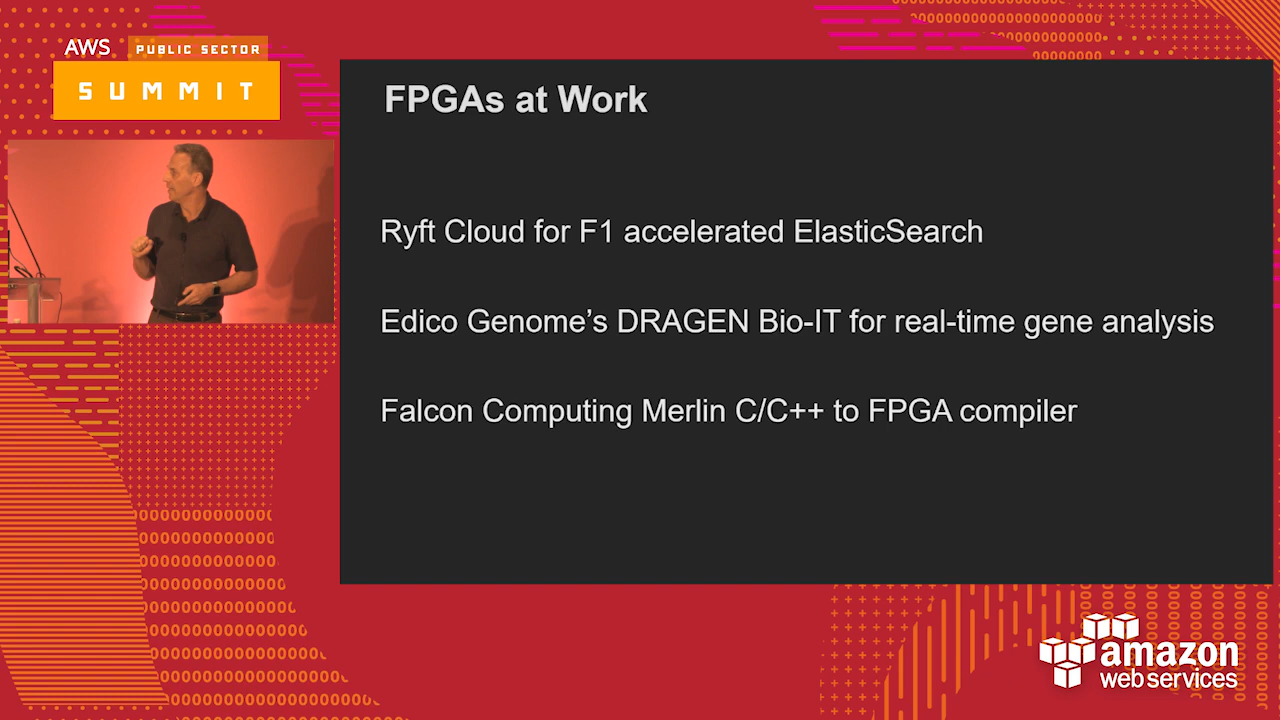 AWS PUBLIC SECTOR
SUMMIT
FPGAs at Work
Ryft Cloud for F1 accelerated ElasticSearch
Edico Genome’s DRAGEN Bio-IT for real-time gene analysis
Falcon Computing Merlin C/C++ to FPGA compiler
amazon
web services